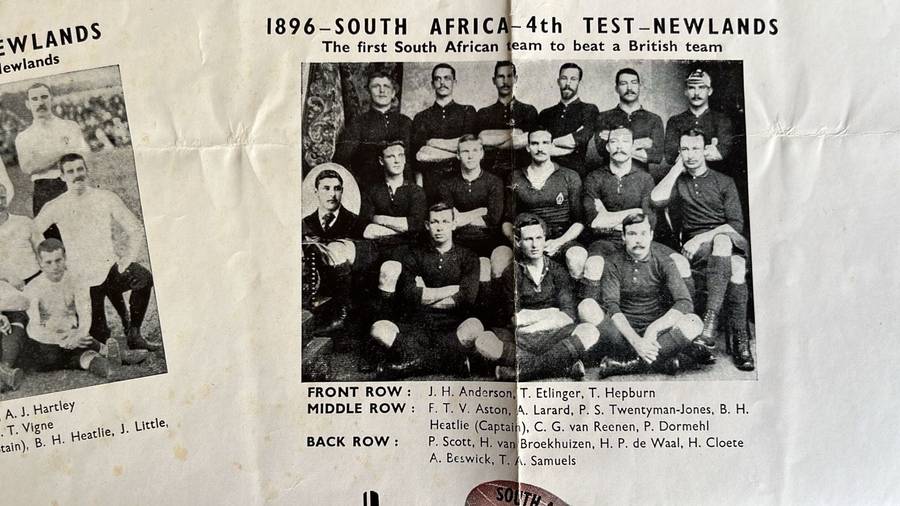 EWLANDS
ewlands
, A. J. Hartley
. T. Vigne
tain), B. H. Heatlie, J. Little,
1896–SOUTH AFRICA–4th TEST–NEWLANDS
The first South African team to beat a British team
FRONT ROW : J. H. Anderson, T. Etlinger, T. Hepburn
MIDDLE ROW : F. T. V. Aston, A. Larard, P. S. Twentyman-Jones, B. H.
Heatlie (Captain), C. G. van Reenen, P. Dormehl
BACK ROW : P. Scott, H. van Broekhuizen, H. P. de Waal, H. Cloete
A. Beswick, T. A. Samuels
SOUTH A